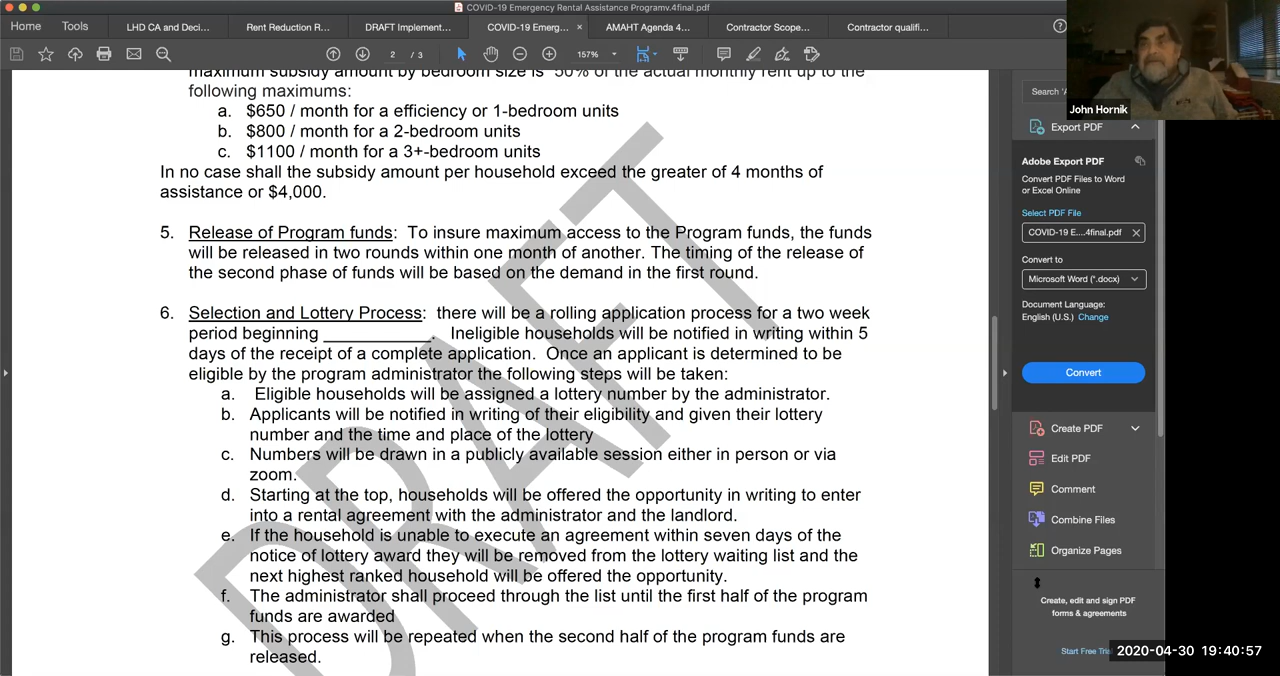 COVID-19 Emergency Rental Assistance Programv.4final.pdf
Home
Tools
LHD CA and Deci...
Rent Reduction R...
DRAFT Implement...
COVID-19 Emerg...
×
AMAHT Agenda 4...
Contractor Scope...
Contractor qualifi...
2 / 3
157%
maximum subsidy amount by bedroom size is 50% of the actual monthly rent up to the
following maximums:
a. $650 / month for a efficiency or 1-bedroom units
b. $800 / month for a 2-bedroom units
c. $1100 / month for a 3+-bedroom units
In no case shall the subsidy amount per household exceed the greater of 4 months of
assistance or $4,000.
5. Release of Program funds: To insure maximum access to the Program funds, the funds
will be released in two rounds within one month of another. The timing of the release of
the second phase of funds will be based on the demand in the first round.
6. Selection and Lottery Process: there will be a rolling application process for a two week
period beginning ____________. Ineligible households will be notified in writing within 5
days of the receipt of a complete application. Once an applicant is determined to be
eligible by the program administrator the following steps will be taken:
a. Eligible households will be assigned a lottery number by the administrator.
b. Applicants will be notified in writing of their eligibility and given their lottery
number and the time and place of the lottery
c. Numbers will be drawn in a publicly available session either in person or via
zoom.
d. Starting at the top, households will be offered the opportunity in writing to enter
into a rental agreement with the administrator and the landlord.
e. If the household is unable to execute an agreement within seven days of the
notice of lottery award they will be removed from the lottery waiting list and the
next highest ranked household will be offered the opportunity.
f. The administrator shall proceed through the list until the first half of the program
funds are awarded
g. This process will be repeated when the second half of the program funds are
released.
DRAFT
John Hornik
Search 'A
Export PDF
Adobe Export PDF
Convert PDF Files to Word
or Excel Online
Select PDF File
COVID-19 E....4final.pdf ×
Convert to
Microsoft Word (*.docx)
Document Language:
English (U.S.) Change
Convert
Create PDF
Edit PDF
Comment
Combine Files
Organize Pages
Create, edit and sign PDF
forms & agreements
Start Free Trial
2020-04-30 19:40:57